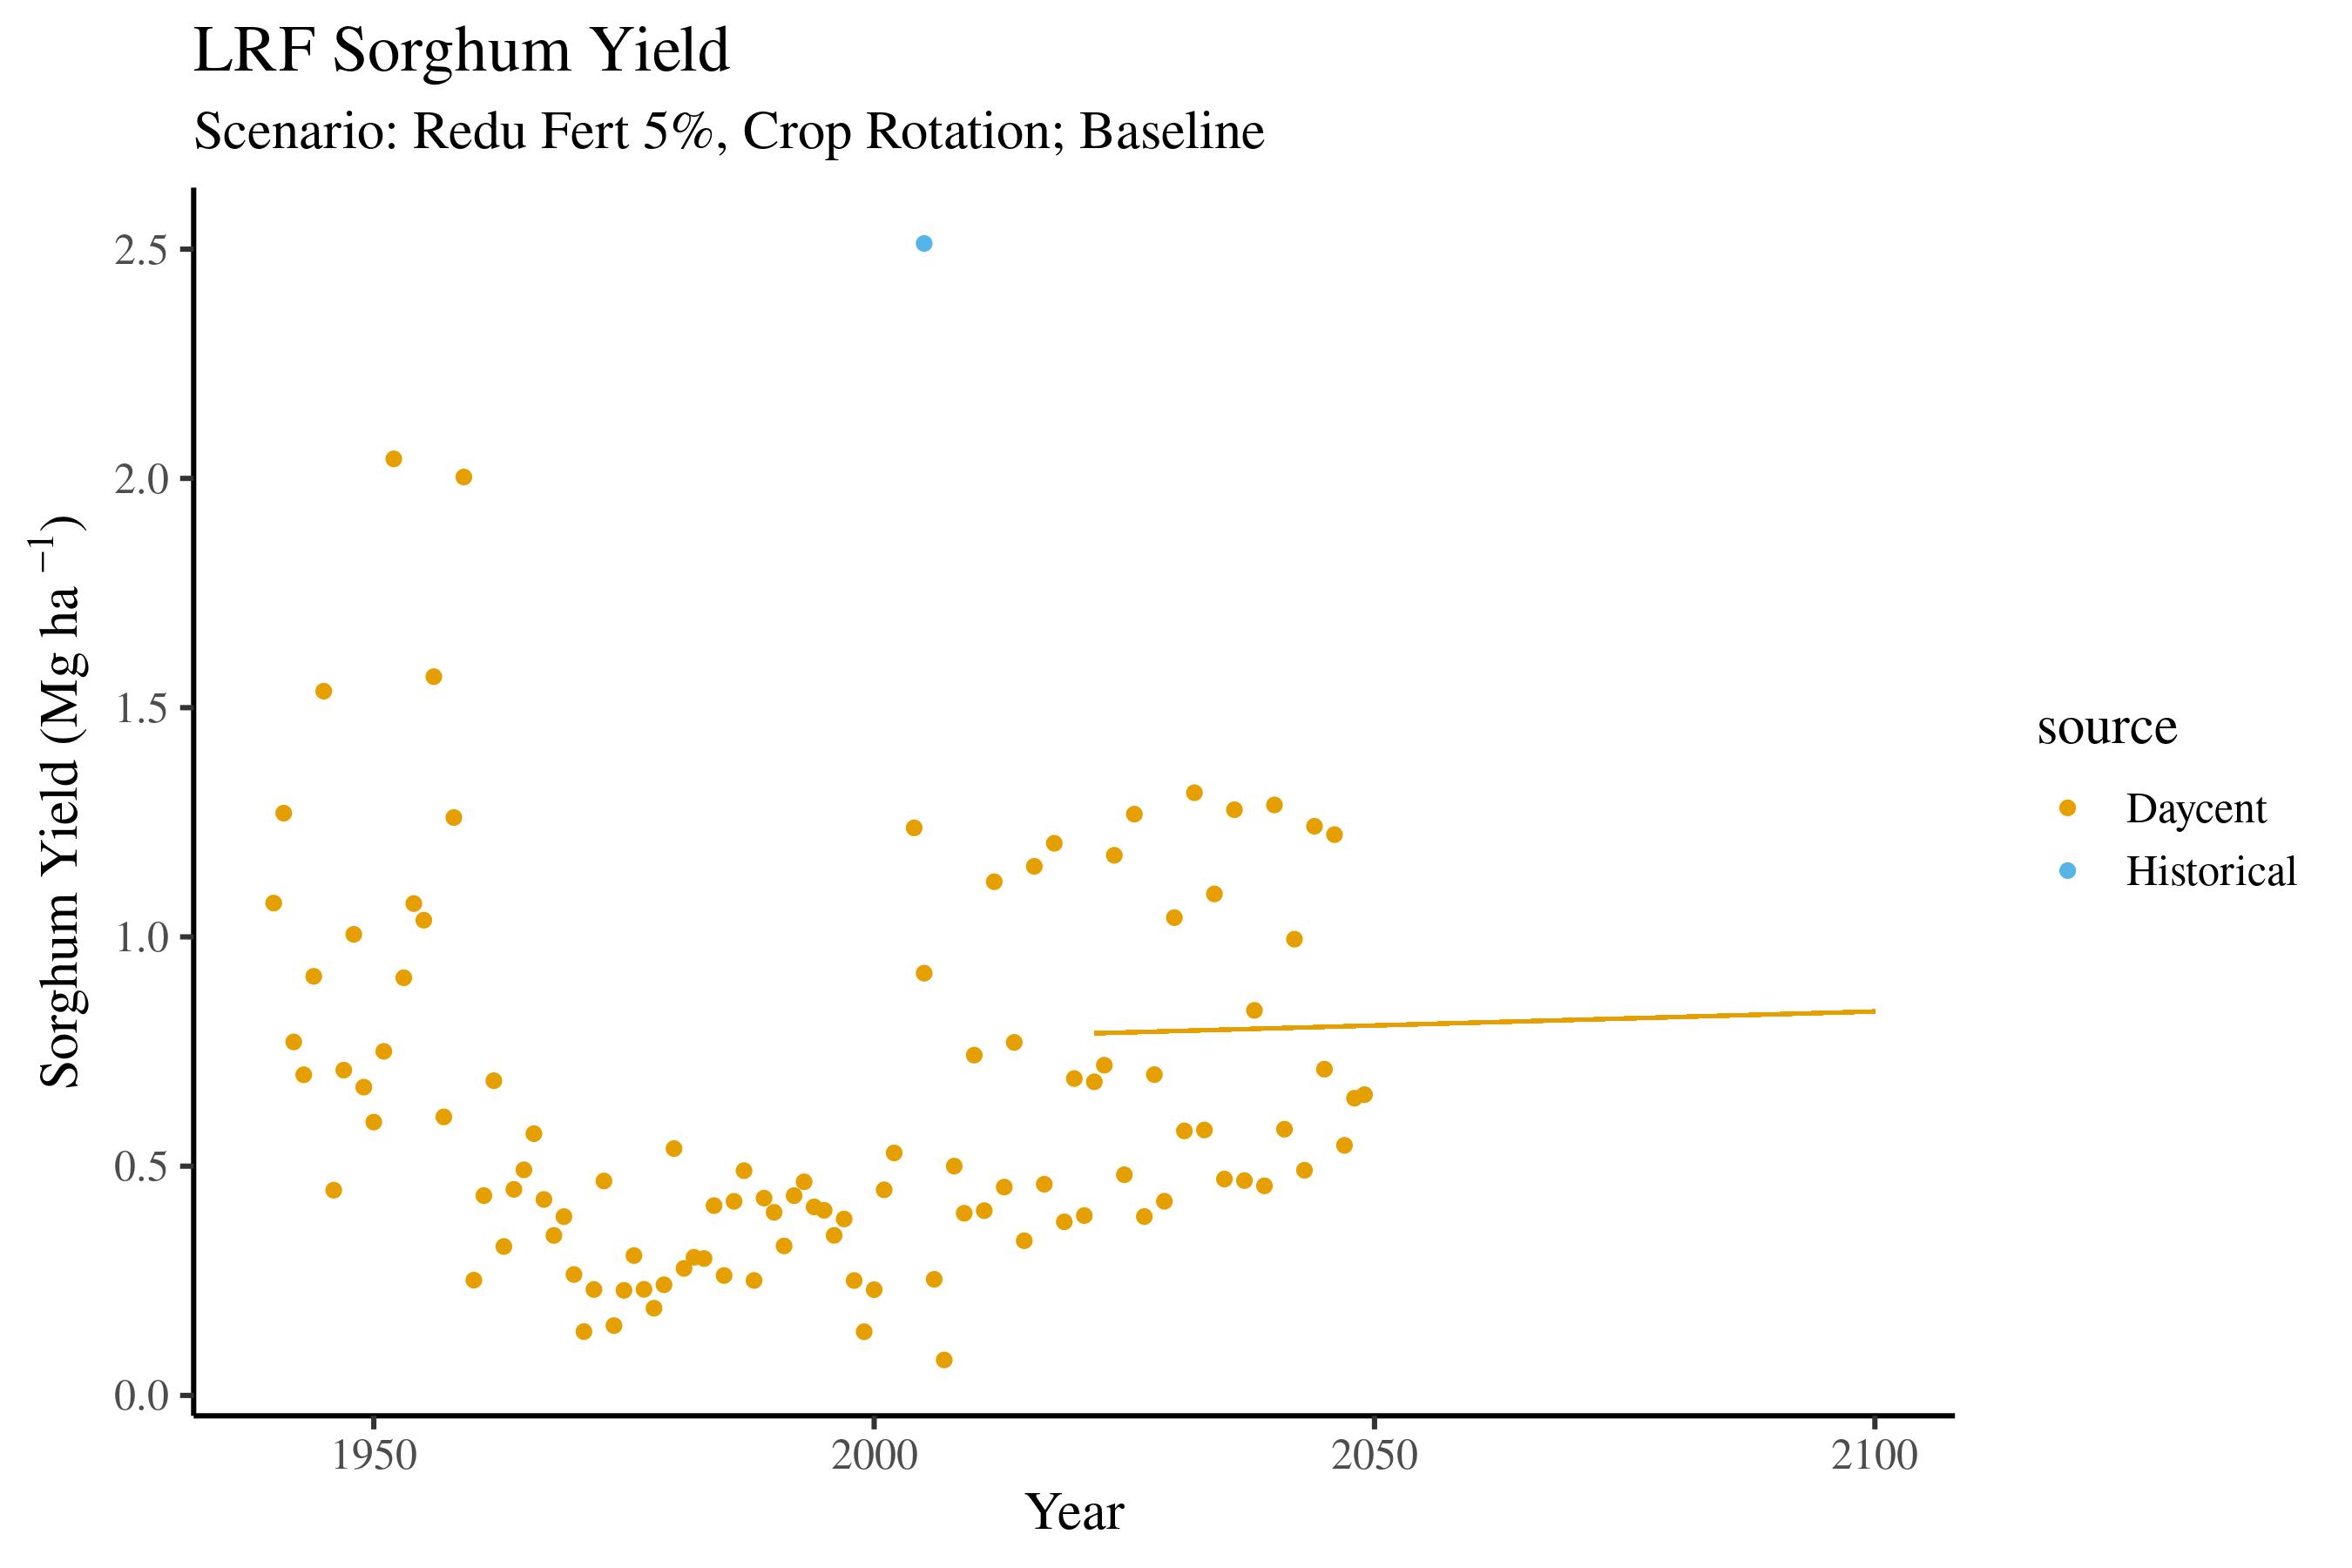 LRF Sorghum Yield
Scenario: Redu Fert 5%, Crop Rotation; Baseline
Sorghum Yield (Mg ha −1)
2.5
2.0
1.5
1.0
0.5
0.0
1950 2000 2050 2100
Year
source
Daycent
Historical